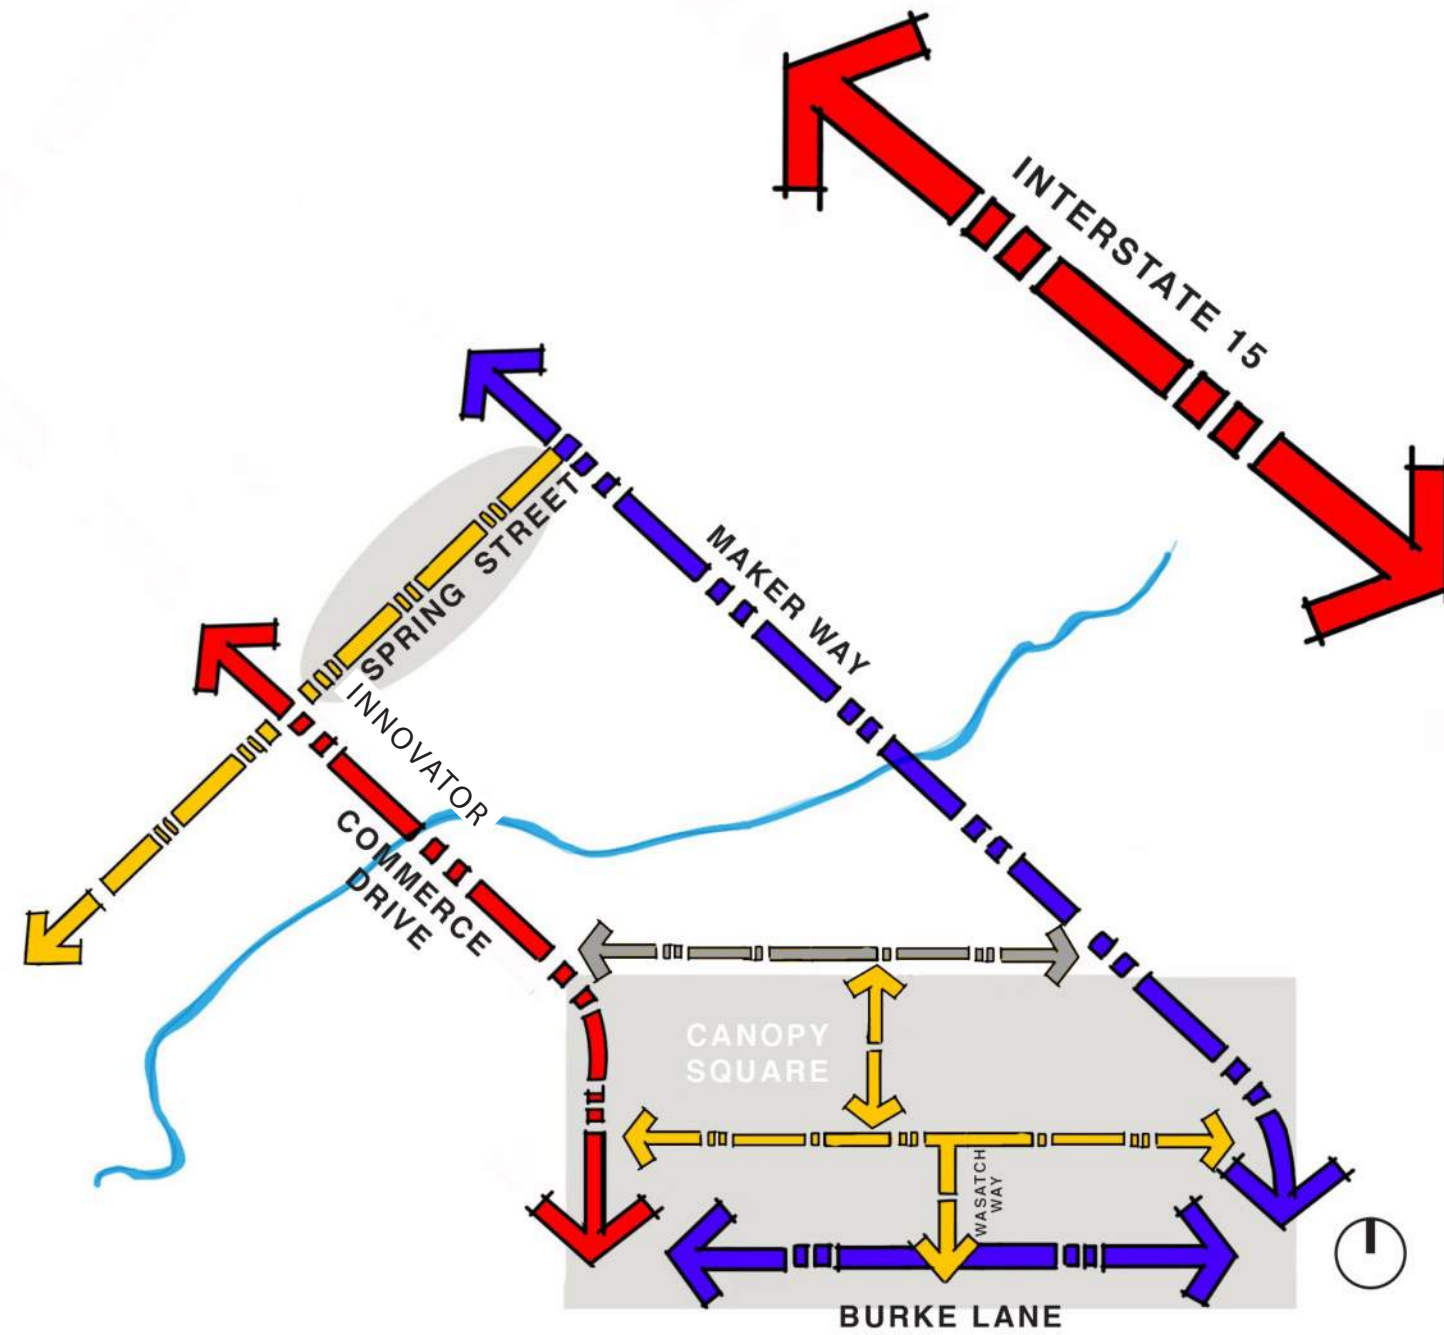 INTERSTATE 15
MAKER WAY
SPRING STREET
INNOVATOR
COMMERCE
DRIVE
CANOPY
SQUARE
WASATCH
WAY
BURKE LANE